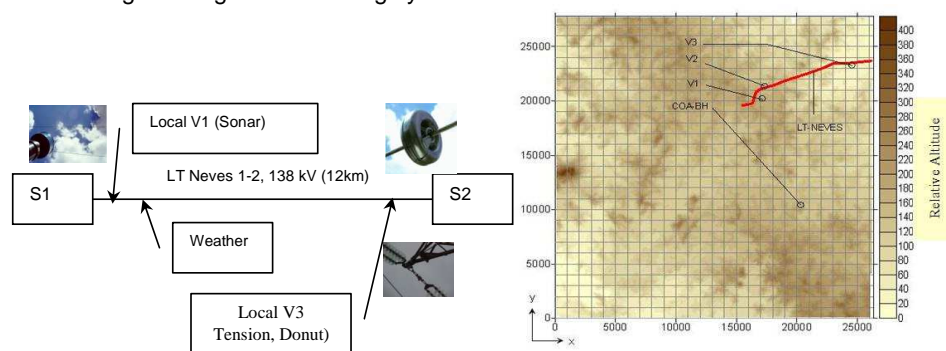 Local V1 (Sonar)
LT Neves 1-2, 138 kV (12km)
S1
S2
Weather
Local V3
Tension, Donut)
25000
20000
15000
10000
5000
0
y
x
0
5000
10000
15000
20000
25000
V3
V2
V1
COA-BH
LT-NEVES
400
380
360
340
320
300
280
260
240
220
200
180
160
140
120
100
80
60
40
20
0
Relative Altitude